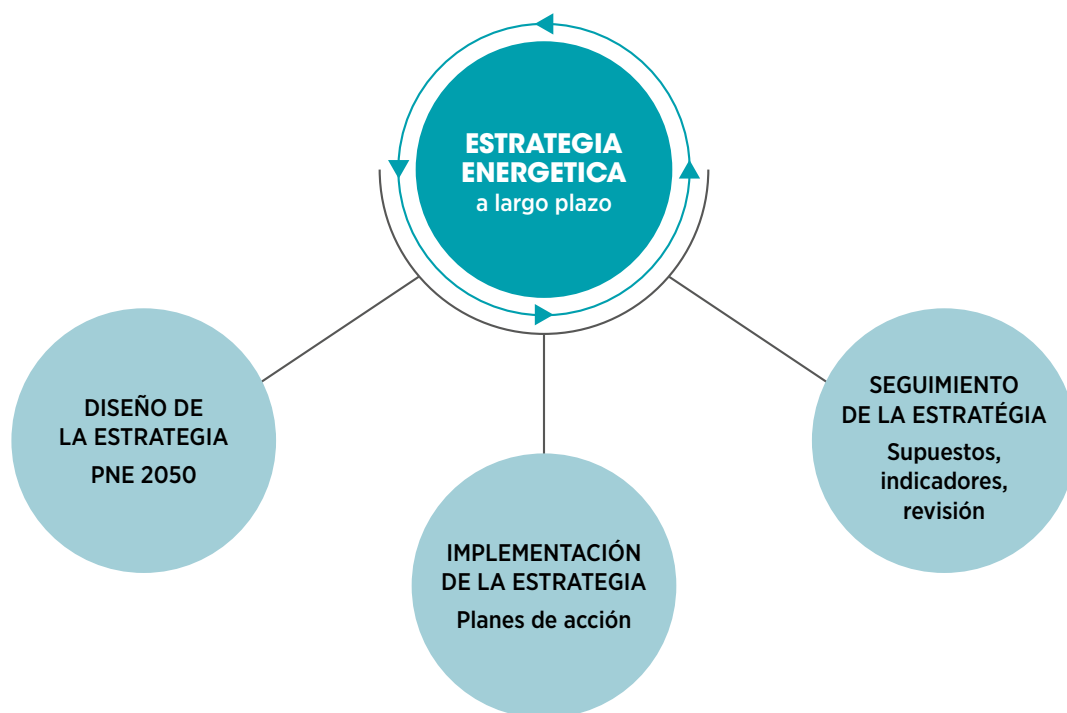 ESTRATEGIA
ENERGETICA
a largo plazo
DISEÑO DE
LA ESTRATEGIA
PNE 2050
IMPLEMENTACIÓN
DE LA ESTRATEGIA
Planes de acción
SEGUIMIENTO
DE LA ESTRATÉGIA
Supuestos,
indicadores,
revisión